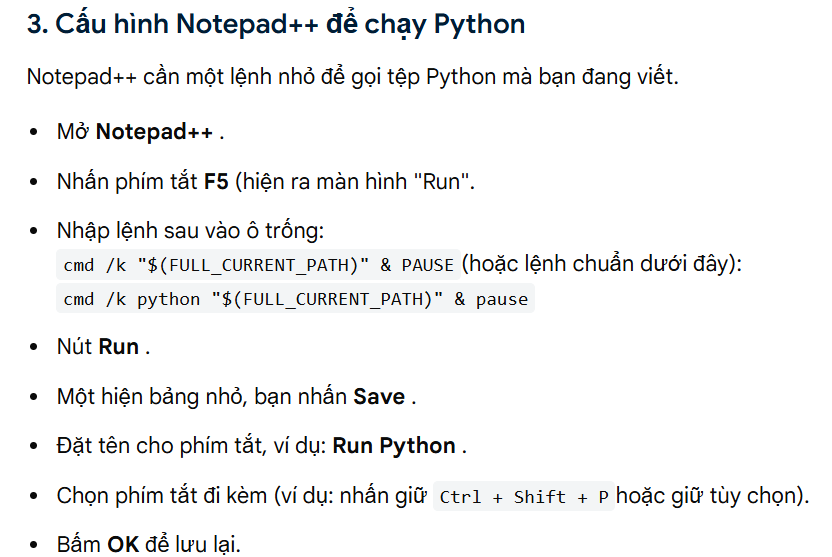 3. Cấu hình Notepad++ để chạy Python
Notepad++ cần một lệnh nhỏ để gọi tệp Python mà bạn đang viết.
• Mở Notepad++ .
• Nhấn phím tắt F5 (hiện ra màn hình "Run".
• Nhập lệnh sau vào ô trống:
cmd /k "$(FULL_CURRENT_PATH)" & PAUSE (hoặc lệnh chuẩn dưới đây):
cmd /k python "$(FULL_CURRENT_PATH)" & pause
• Nút Run .
• Một hiện bảng nhỏ, bạn nhấn Save .
• Đặt tên cho phím tắt, ví dụ: Run Python .
• Chọn phím tắt đi kèm (ví dụ: nhấn giữ Ctrl + Shift + P hoặc giữ tùy chọn).
• Bấm OK để lưu lại.